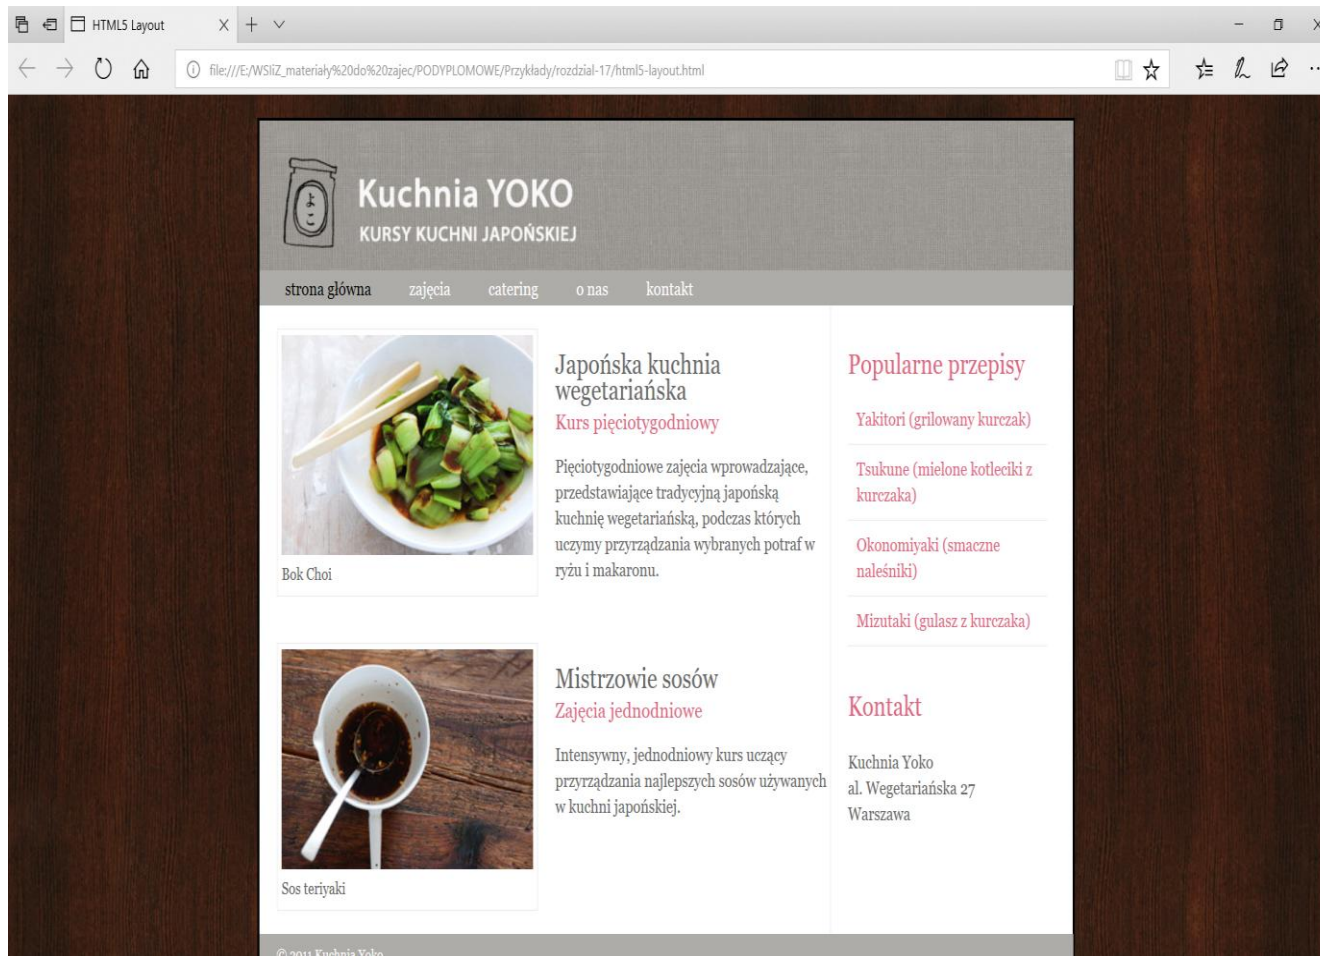 HTML5 Layout
file:///E:/WSIiZ_materiały%20do%20zajec/PODYPLOMOWE/Przykłady/rozdzial-17/html5-layout.html
よこ
Kuchnia YOKO
KURSY KUCHNI JAPOŃSKIEJ
strona główna zajęcia catering o nas kontakt
Japońska kuchnia
wegetariańska
Kurs pięciotygodniowy
Pięciotygodniowe zajęcia wprowadzające,
przedstawiające tradycyjną japońską
kuchnię wegetariańską, podczas których
uczymy przyrządzania wybranych potraf w
ryżu i makaronu.
Bok Choi
Mistrzowie sosów
Zajęcia jednodniowe
Intensywny, jednodniowy kurs uczący
przyrządzania najlepszych sosów używanych
w kuchni japońskiej.
Sos teriyaki
Popularne przepisy
Yakitori (grilowany kurczak)
Tsukune (mielone kotleciki z
kurczaka)
Okonomiyaki (smaczne
naleśniki)
Mizutaki (gulasz z kurczaka)
Kontakt
Kuchnia Yoko
al. Wegetariańska 27
Warszawa
© 2011 Kuchnia Yoko